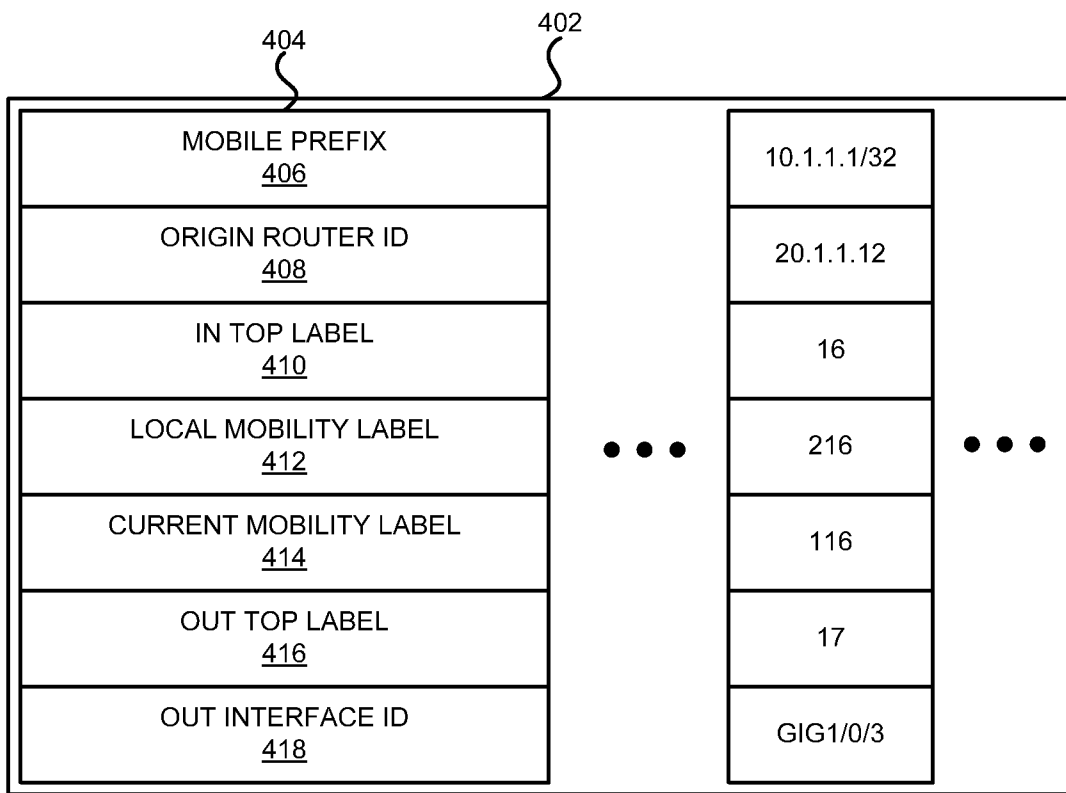 402
404
MOBILE PREFIX
406
10.1.1.1/32
ORIGIN ROUTER ID
408
20.1.1.12
IN TOP LABEL
410
16
LOCAL MOBILITY LABEL
412
216
CURRENT MOBILITY LABEL
414
116
OUT TOP LABEL
416
17
OUT INTERFACE ID
418
GIG1/0/3